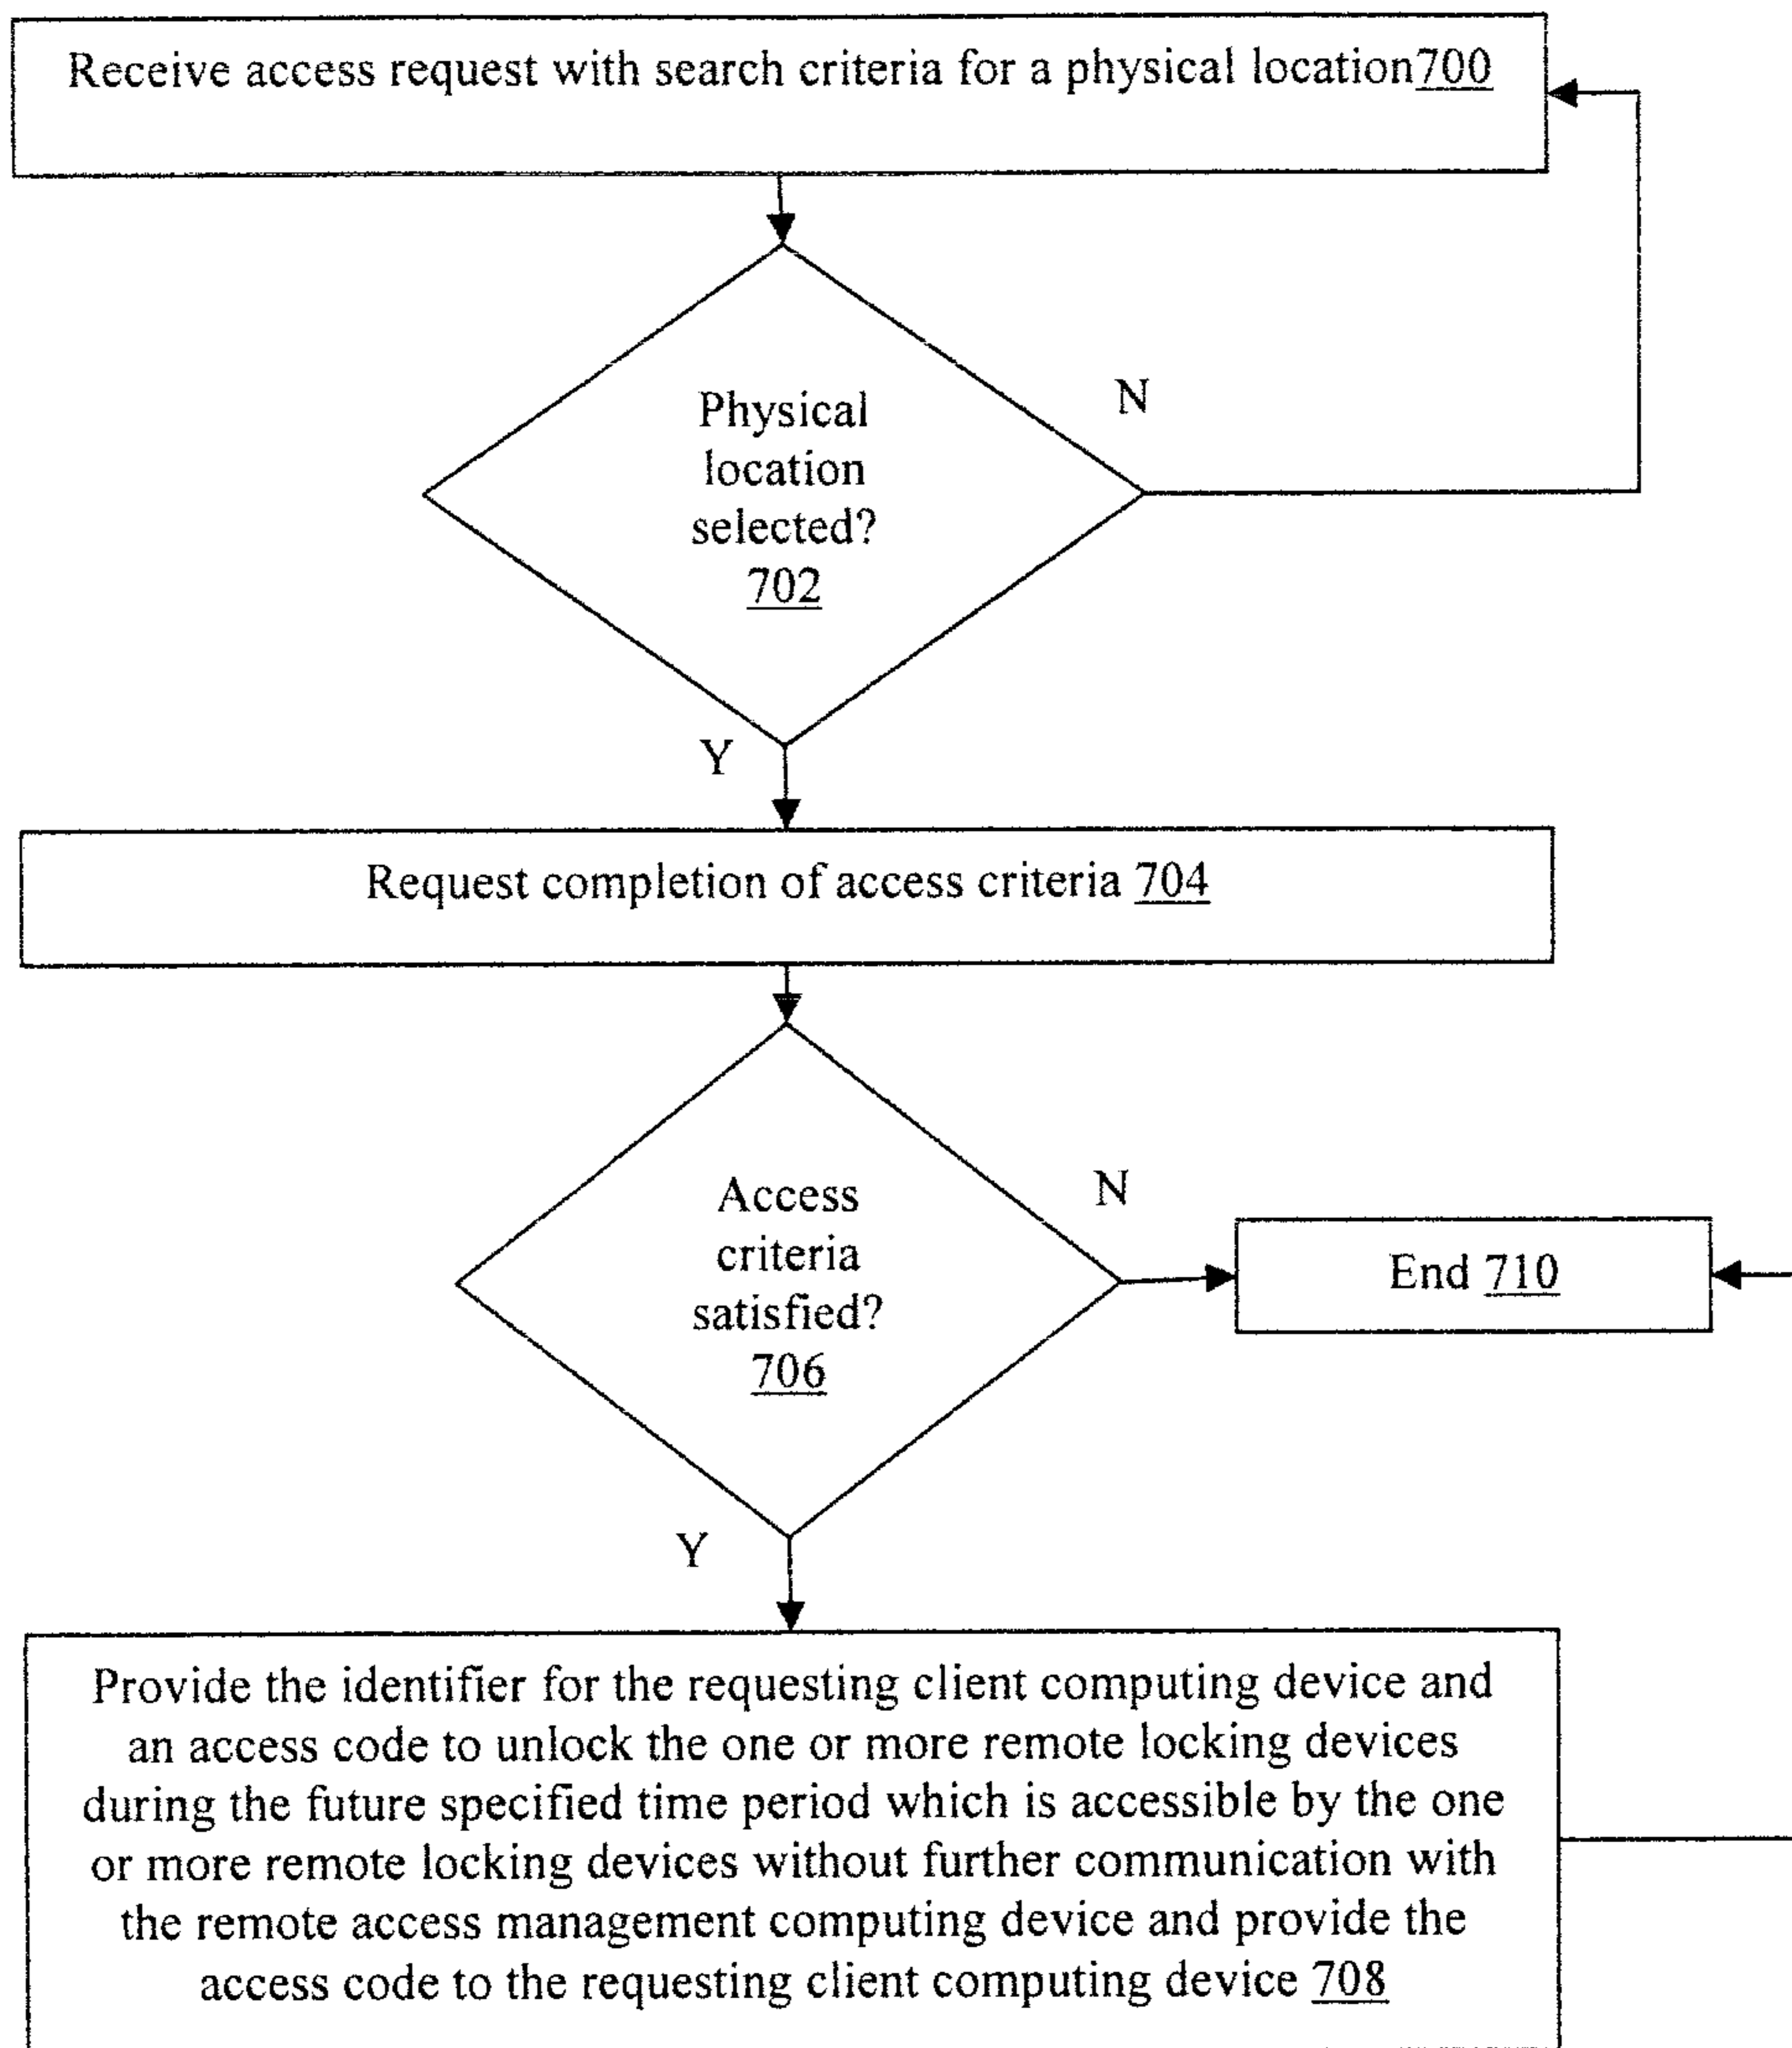 Receive access request with search criteria for a physical location700
Physical
location
selected?
702
N
Y
Request completion of access criteria 704
Access
criteria
satisfied?
706
N
End 710
Y
Provide the identifier for the requesting client computing device and
an access code to unlock the one or more remote locking devices
during the future specified time period which is accessible by the one
or more remote locking devices without further communication with
the remote access management computing device and provide the
access code to the requesting client computing device 708